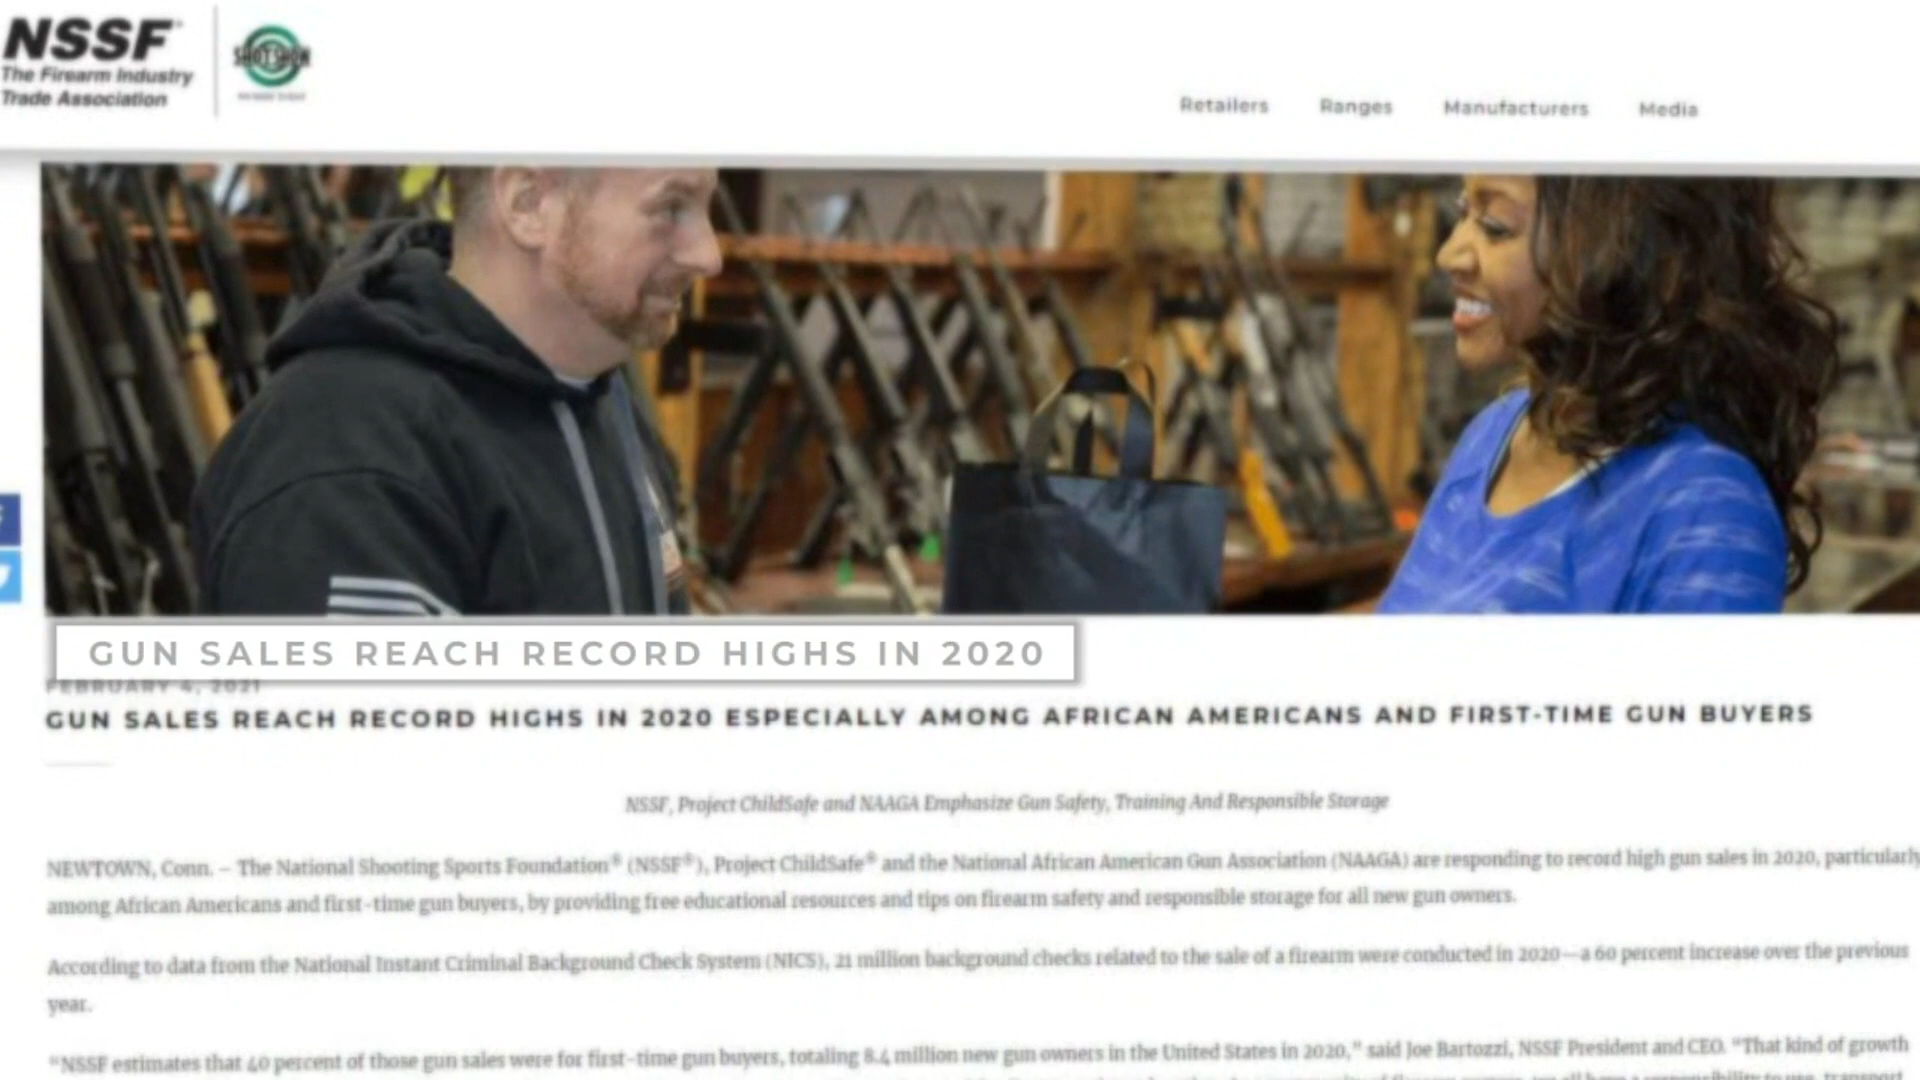 NSSF
The Firearm Industry
Trade Association
SHOT SHOW
Retailers Ranges Manufacturers Media
GUN SALES REACH RECORD HIGHS IN 2020
FEBRUARY 4, 2021
GUN SALES REACH RECORD HIGHS IN 2020 ESPECIALLY AMONG AFRICAN AMERICANS AND FIRST-TIME GUN BUYERS
NSSF, Project ChildSafe and NAAGA Emphasize Gun Safety, Training And Responsible Storage
NEWTOWN, Conn. – The National Shooting Sports Foundation® (NSSF®), Project ChildSafe® and the National African American Gun Association (NAAGA) are responding to record high gun sales in 2020, particularly
among African Americans and first-time gun buyers, by providing free educational resources and tips on firearm safety and responsible storage for all new gun owners.
According to data from the National Instant Criminal Background Check System (NICS), 21 million background checks related to the sale of a firearm were conducted in 2020—a 60 percent increase over the previous
year.
"NSSF estimates that 40 percent of those gun sales were for first-time gun buyers, totaling 8.4 million new gun owners in the United States in 2020," said Joe Bartozzi, NSSF President and CEO. "That kind of growth